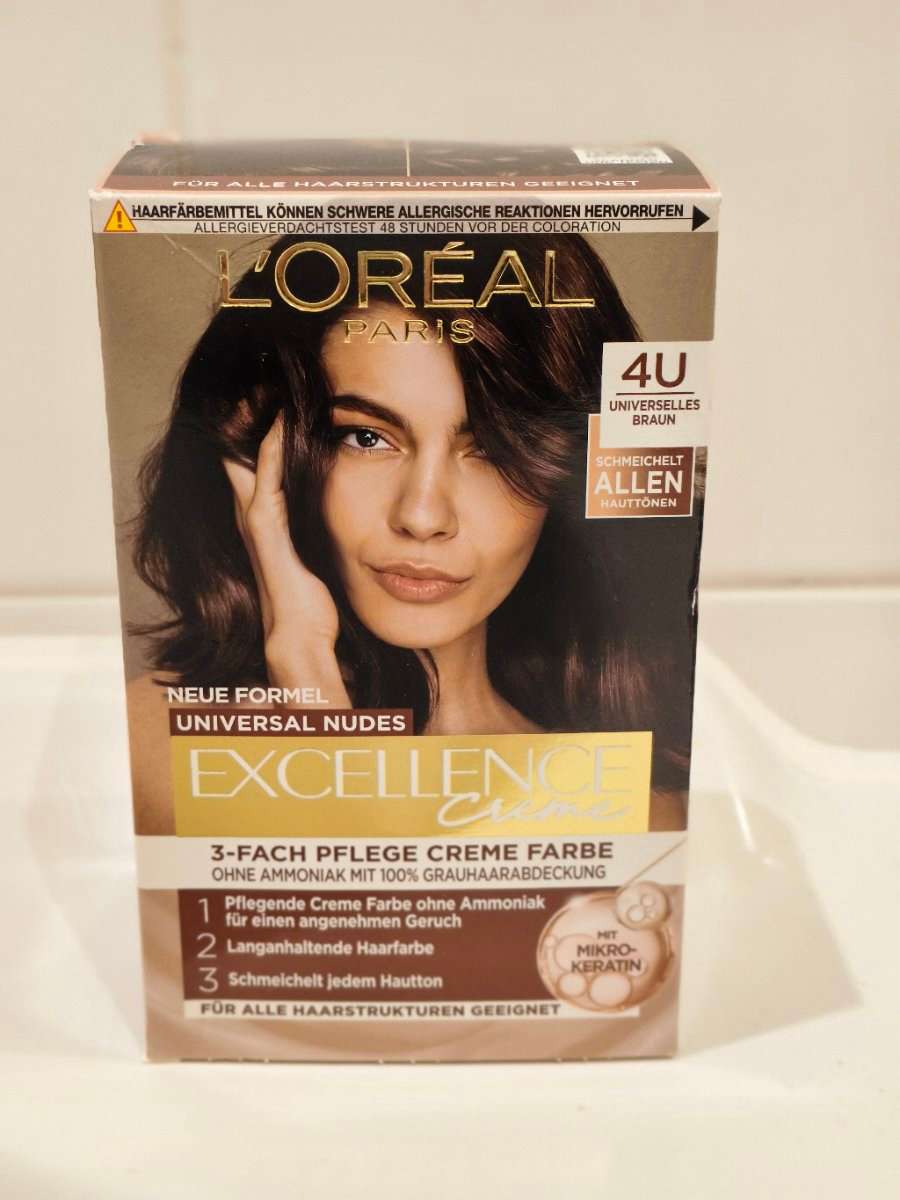 FÜR ALLE HAARSTRUKTUREN GEEIGNET
HAARFÄRBEMITTEL KÖNNEN SCHWERE ALLERGISCHE REAKTIONEN HERVORRUFEN
ALLERGIEVERDACHTSTEST 48 STUNDEN VOR DER COLORATION
L'ORÉAL
PARiS
4U
UNIVERSELLES
BRAUN
SCHMEICHELT
ALLEN
HAUTTÖNEN
NEUE FORMEL
UNIVERSAL NUDES
EXCELLENCE
Creme
3-FACH PFLEGE CREME FARBE
OHNE AMMONIAK MIT 100% GRAUHAARABDECKUNG
1 Pflegende Creme Farbe ohne Ammoniak
für einen angenehmen Geruch
2 Langanhaltende Haarfarbe
3 Schmeichelt jedem Hautton
MIT
MIKRO-
KERATIN
FÜR ALLE HAARSTRUKTUREN GEEIGNET